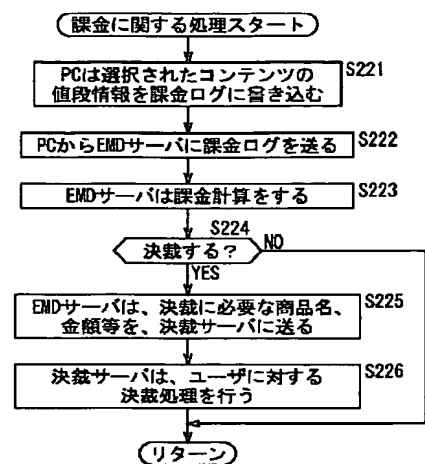 課金に関する処理スタート
PCは選択されたコンテンツの
値段情報を課金ログに書き込む
S221
PCからEMDサーバに課金ログを送る
S222
EMDサーバは課金計算をする
S223
S224
決裁する?
NO
YES
EMDサーバは、決裁に必要な商品名、
金額等を、決裁サーバに送る
S225
決裁サーバは、ユーザに対する
決裁処理を行う
S226
リターン